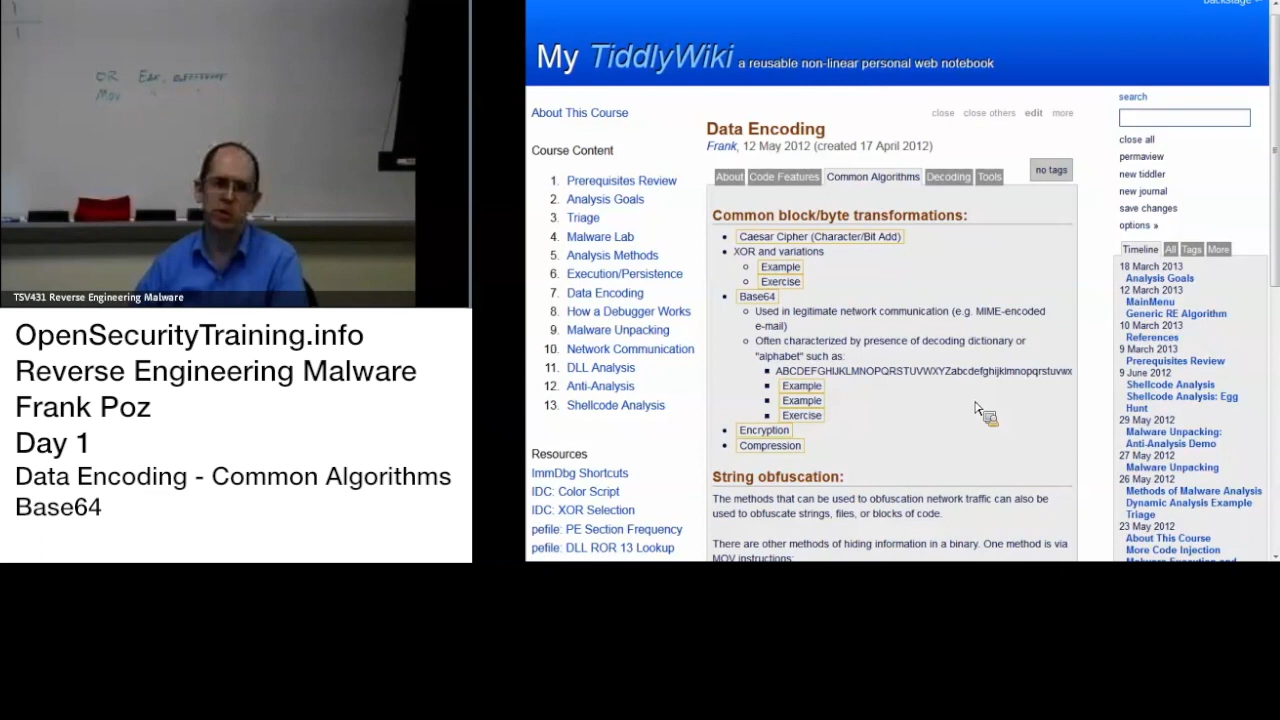 OR EAX, 0xFFFFFFFF
MOV " "
TSV431 Reverse Engineering Malware
OpenSecurityTraining.info
Reverse Engineering Malware
Frank Poz
Day 1
Data Encoding - Common Algorithms
Base64
backstage
My TiddlyWiki a reusable non-linear personal web notebook
About This Course
Course Content
1. Prerequisites Review
2. Analysis Goals
3. Triage
4. Malware Lab
5. Analysis Methods
6. Execution/Persistence
7. Data Encoding
8. How a Debugger Works
9. Malware Unpacking
10. Network Communication
11. DLL Analysis
12. Anti-Analysis
13. Shellcode Analysis
Resources
ImmDbg Shortcuts
IDC: Color Script
IDC: XOR Selection
pefile: PE Section Frequency
pefile: DLL ROR 13 Lookup
close close others edit more
Data Encoding
Frank, 12 May 2012 (created 17 April 2012)
no tags
About Code Features Common Algorithms Decoding Tools
Common block/byte transformations:
• Caesar Cipher (Character/Bit Add)
• XOR and variations
Example
Exercise
• Base64
Used in legitimate network communication (e.g. MIME-encoded
e-mail)
Often characterized by presence of decoding dictionary or
"alphabet" such as:
ABCDEFGHIJKLMNOPQRSTUVWXYZabcdefghijklmnopqrstuvwx
Example
Example
Exercise
• Encryption
• Compression
String obfuscation:
The methods that can be used to obfuscation network traffic can also be
used to obfuscate strings, files, or blocks of code.
There are other methods of hiding information in a binary. One method is via
MOV instructions:
search
close all
permaview
new tiddler
new journal
save changes
options »
Timeline All Tags More
18 March 2013
Analysis Goals
12 March 2013
MainMenu
Generic RE Algorithm
10 March 2013
References
9 March 2013
Prerequisites Review
9 June 2012
Shellcode Analysis
Shellcode Analysis: Egg
Hunt
29 May 2012
Malware Unpacking:
Anti-Analysis Demo
27 May 2012
Malware Unpacking
26 May 2012
Methods of Malware Analysis
Dynamic Analysis Example
Triage
23 May 2012
About This Course
More Code Injection
Malware Execution and